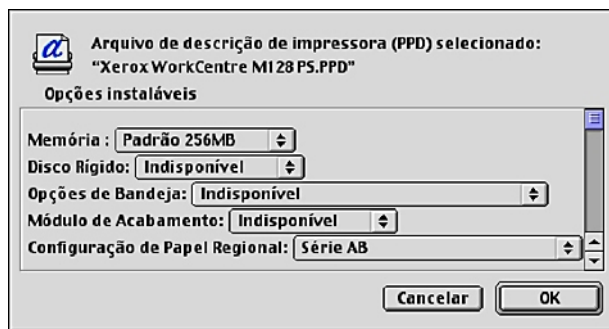 Arquivo de descrição de impressora (PPD) selecionado:
“Xerox WorkCentre M128 PS.PPD”
Opções instaláveis
Memória : Padrão 256MB
Disco Rígido: Indisponível
Opções de Bandeja: Indisponível
Módulo de Acabamento: Indisponível
Configuração de Papel Regional: Série AB
Cancelar OK